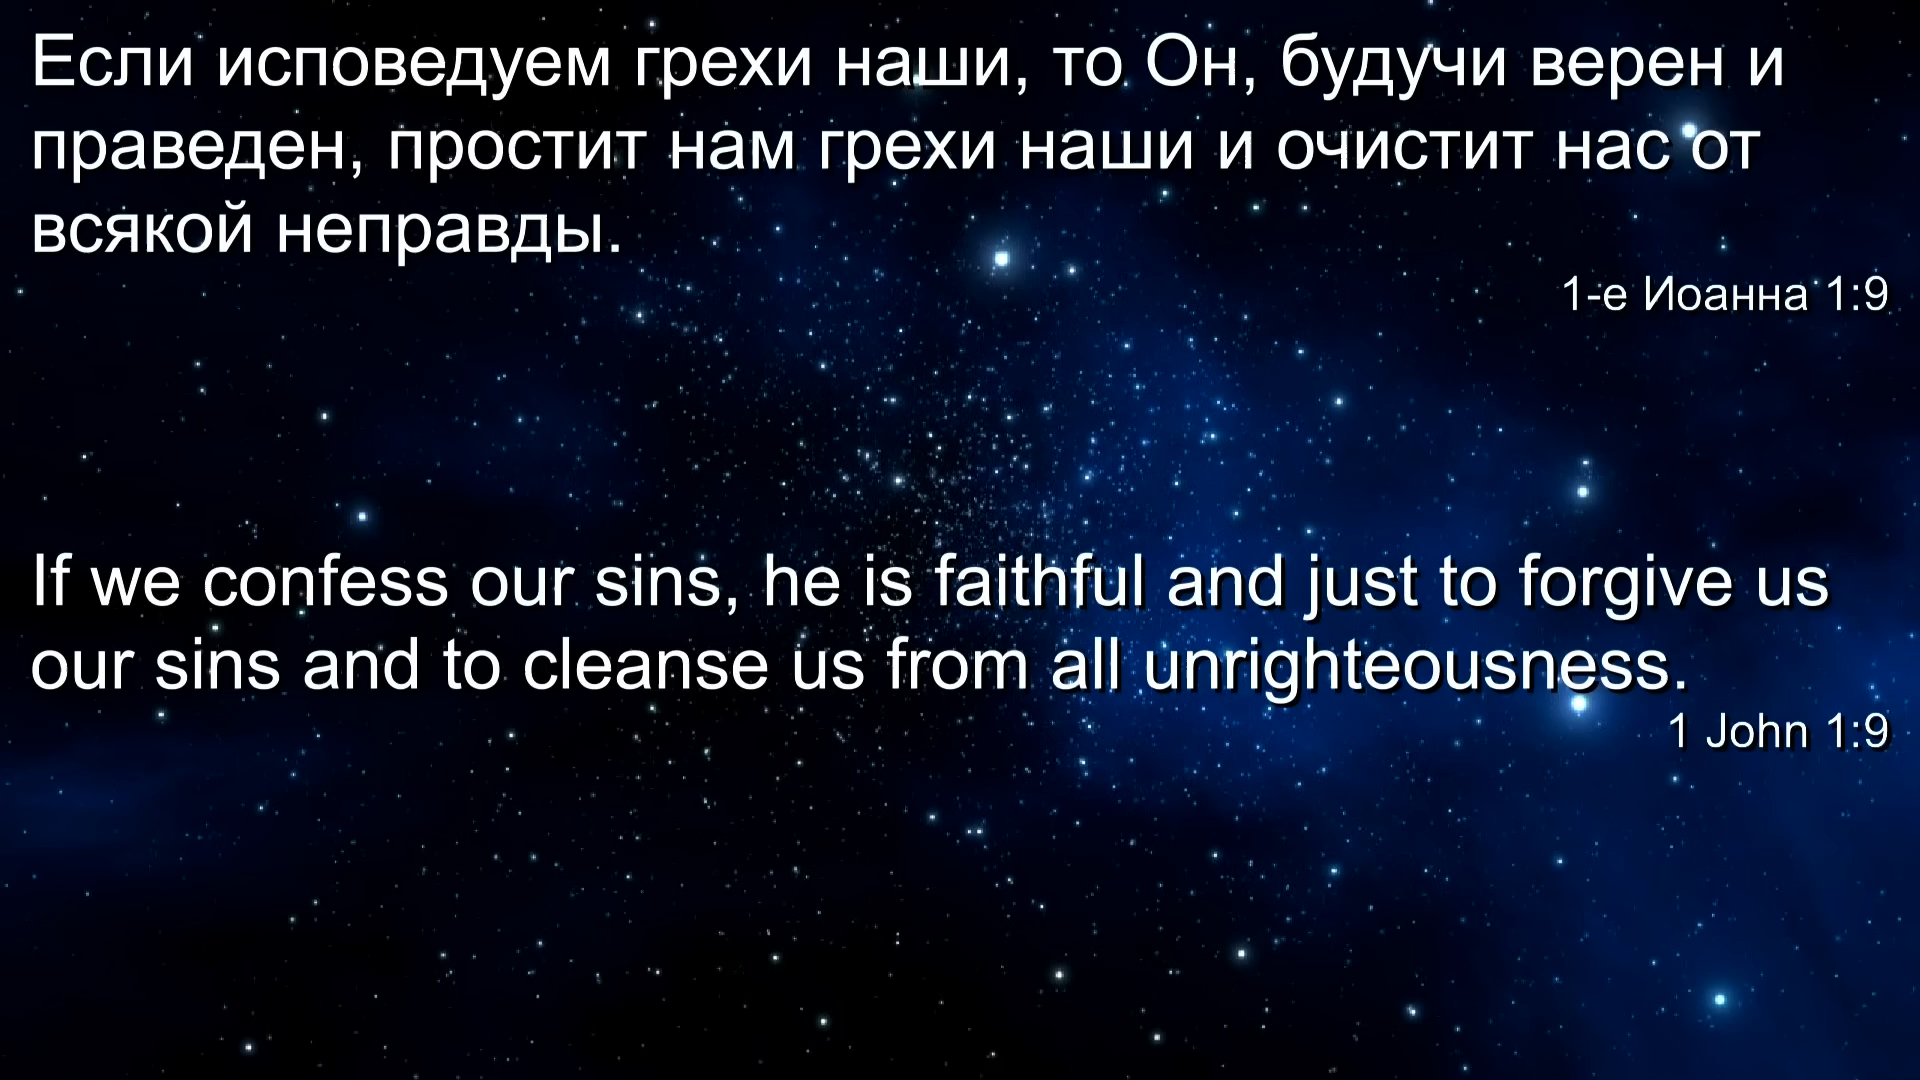 Если исповедуем грехи наши, то Он, будучи верен и
праведен, простит нам грехи наши и очистит нас от
всякой неправды.
1-е Иоанна 1:9
If we confess our sins, he is faithful and just to forgive us
our sins and to cleanse us from all unrighteousness.
1 John 1:9